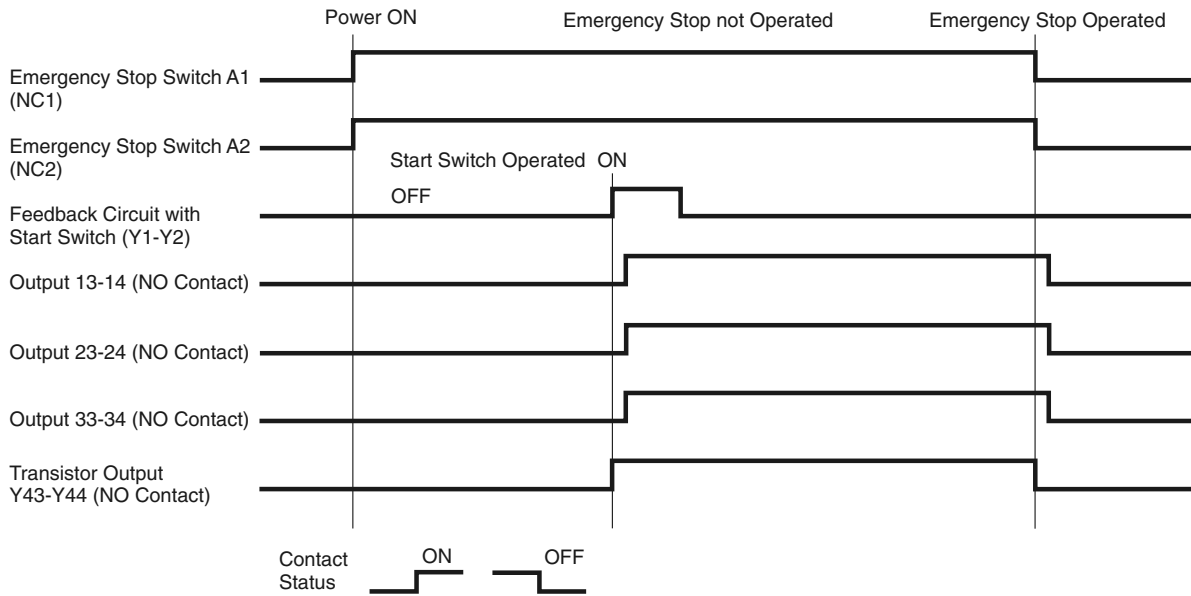 Power ON
Emergency Stop not Operated
Emergency Stop Operated
Emergency Stop Switch A1
(NC1)
Emergency Stop Switch A2
(NC2)
Start Switch Operated ON
OFF
Feedback Circuit with
Start Switch (Y1-Y2)
Output 13-14 (NO Contact)
Output 23-24 (NO Contact)
Output 33-34 (NO Contact)
Transistor Output
Y43-Y44 (NO Contact)
Contact
Status
ON
OFF